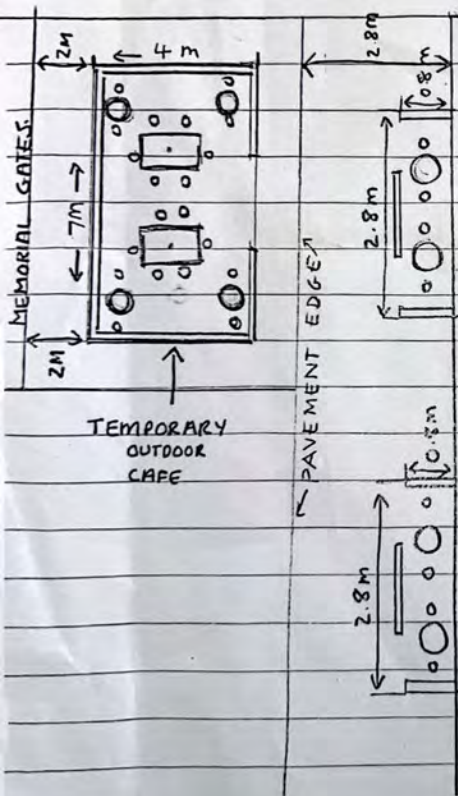 2M
4 m
2.8m
0.8m
MEMORIAL GATES.
7M
2.8m
2M
TEMPORARY
OUTDOOR
CAFE
PAVEMENT EDGE
0.8m
2.8m